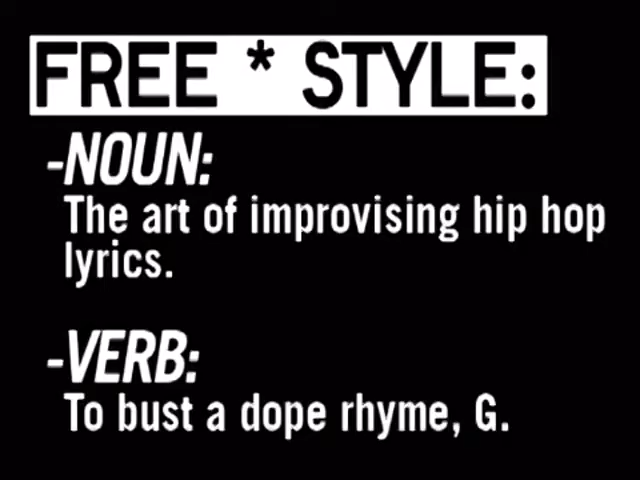 FREE * STYLE:
-NOUN:
The art of improvising hip hop
lyrics.
-VERB:
To bust a dope rhyme, G.